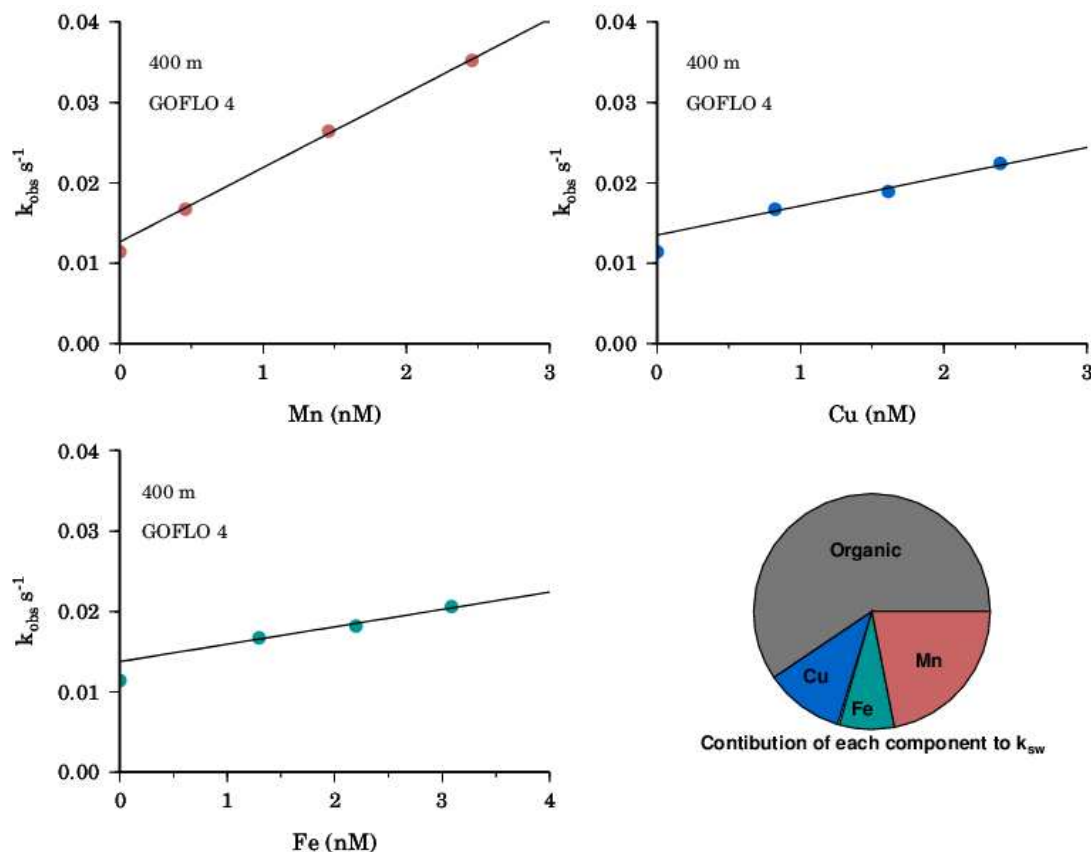 0.04
0.03
0.02
0.01
0.00
k_obs s^-1
400 m
GOFLO 4
0 1 2 3
Mn (nM)
0.04
0.03
0.02
0.01
0.00
k_obs s^-1
400 m
GOFLO 4
0 1 2 3
Cu (nM)
0.04
0.03
0.02
0.01
0.00
k_obs s^-1
400 m
GOFLO 4
0 1 2 3 4
Fe (nM)
Organic
Mn
Cu
Fe
Contibution of each component to k_sw